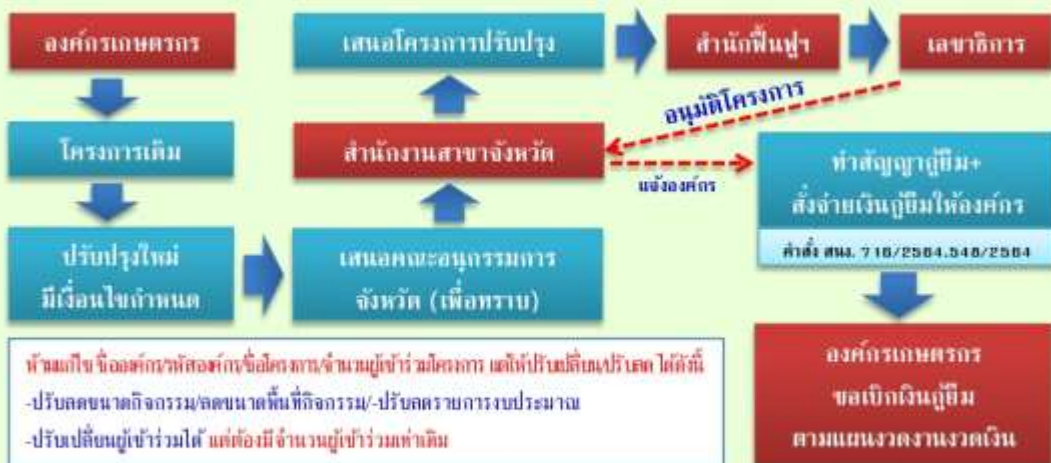 องค์กรเกษตรกร
โครงการเดิม
ปรับปรุงใหม่
มีเงื่อนไขกำหนด
เสนอคณะอนุกรรมการ
จังหวัด (เพื่อทราบ)
สำนักงานสาขาจังหวัด
เสนอโครงการปรับปรุง
สำนักฟื้นฟูฯ
เลขาธิการ
อนุมัติโครงการ
แจ้งองค์กร
ทำสัญญากู้ยืม+
สั่งจ่ายเงินกู้ยืมให้องค์กร
คำสั่ง สนง. 716/2564,548/2564
องค์กรเกษตรกร
ขอเบิกเงินกู้ยืม
ตามแผนงวดงานงวดเงิน
ห้ามแก้ไข ชื่อองค์กร/รหัสองค์กร/ชื่อโครงการ/จำนวนผู้เข้าร่วมโครงการ แต่ให้ปรับเปลี่ยน/ปรับลด ได้ดังนี้
-ปรับลดขนาดกิจกรรม/ลดขนาดพื้นที่กิจกรรม/-ปรับลดรายการงบประมาณ
-ปรับเปลี่ยนผู้เข้าร่วมได้ แต่ต้องมีจำนวนผู้เข้าร่วมเท่าเดิม